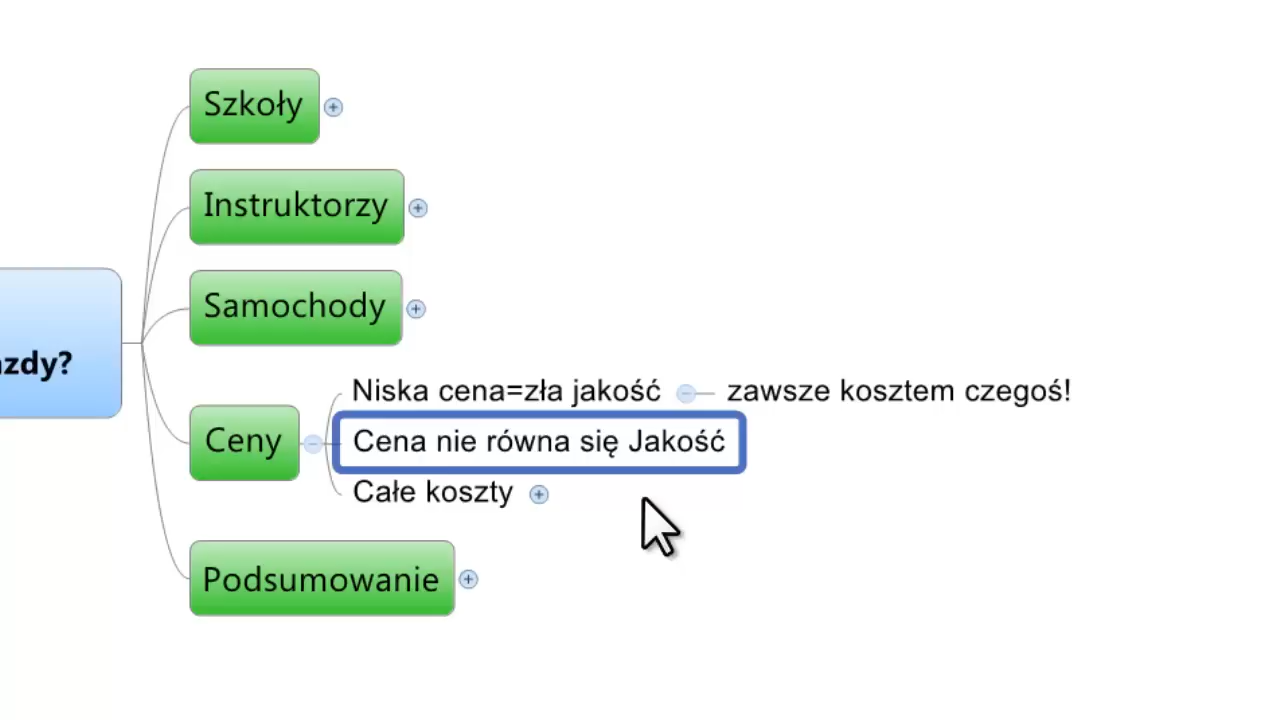 Szkoły
Instruktorzy
Samochody
zdy?
Niska cena=zła jakość zawsze kosztem czegoś!
Ceny
Cena nie równa się Jakość
Całe koszty
Podsumowanie